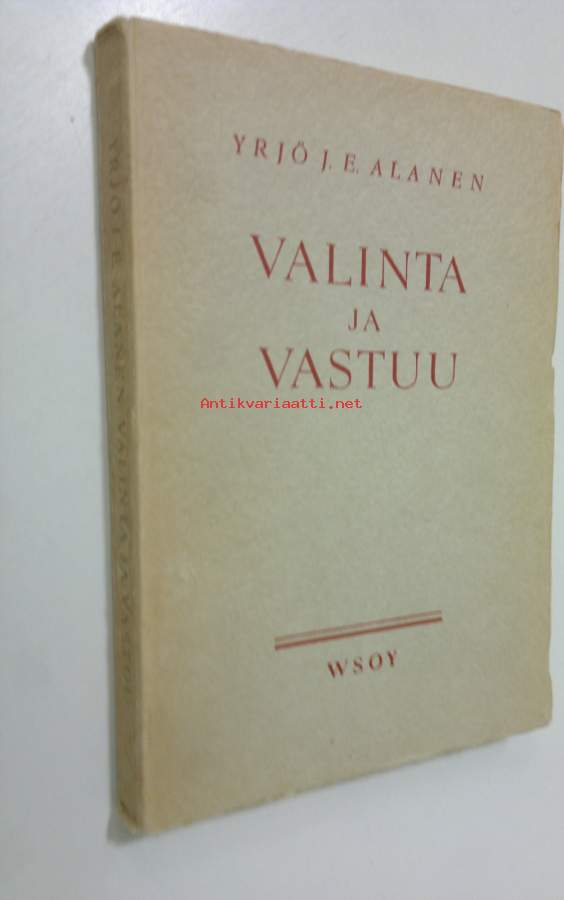 YRJÖ J. E. ALANEN
VALINTA
JA
VASTUU
Antikvariaatti.net
WSOY
YRJÖ J. E. ALANEN VALINTA JA VASTUU